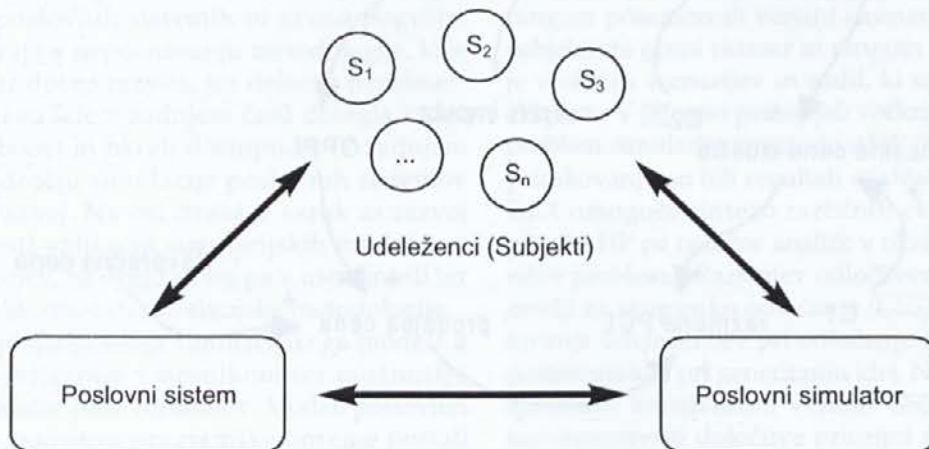 S1
S2
S3
...
Sn
Udeleženci (Subjekti)
Poslovni sistem
Poslovni simulator